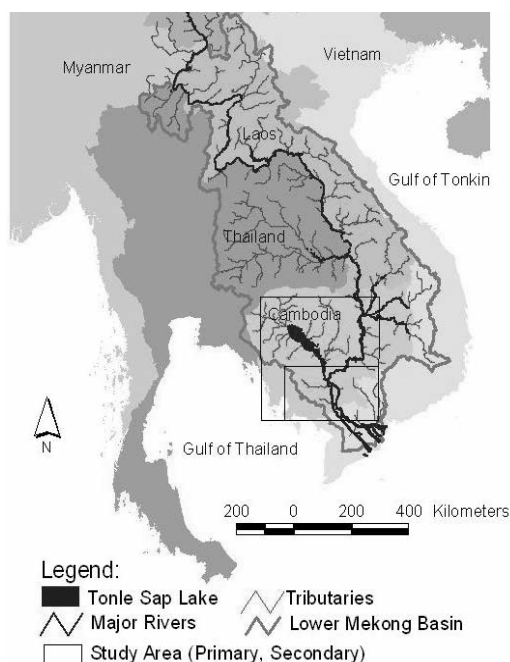 Myanmar
Vietnam
Laos
Gulf of Tonkin
Thailand
Cambodia
N
Gulf of Thailand
200 0 200 400 Kilometers
Legend:
Tonle Sap Lake
Tributaries
Major Rivers
Lower Mekong Basin
Study Area (Primary, Secondary)